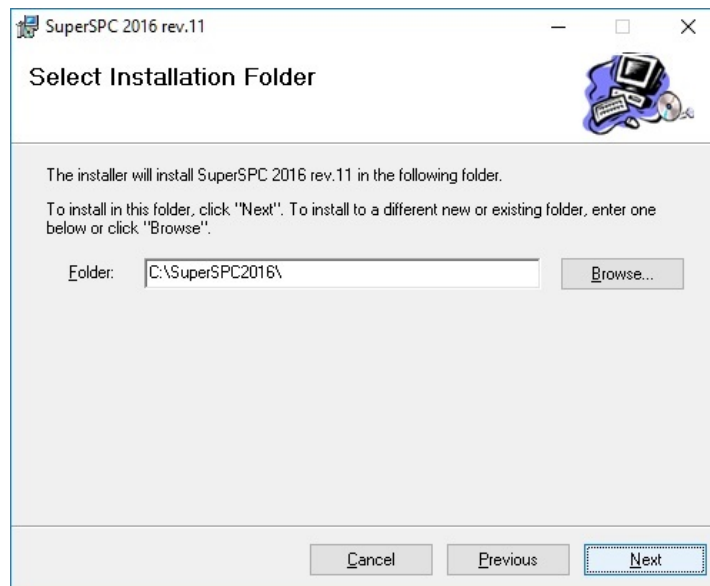 SuperSPC 2016 rev.11
Select Installation Folder
The installer will install SuperSPC 2016 rev.11 in the following folder.
To install in this folder, click "Next". To install to a different new or existing folder, enter one
below or click "Browse".
Folder: C:\SuperSPC2016\ Browse...
Cancel Previous Next